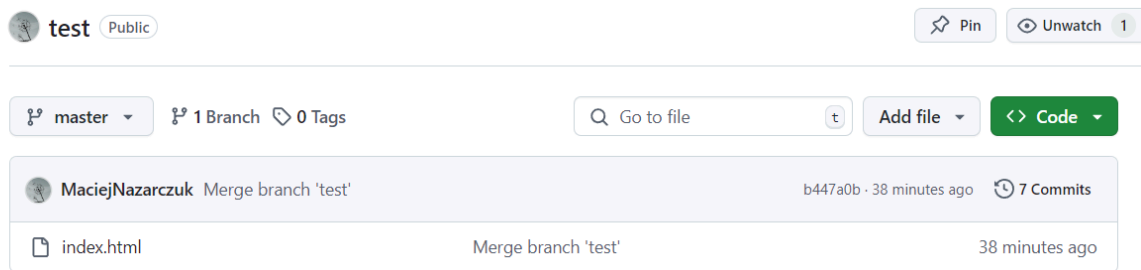 test Public Pin Unwatch 1
master 1 Branch 0 Tags Go to file t Add file <> Code
MaciejNazarczuk Merge branch 'test' b447a0b · 38 minutes ago 7 Commits
index.html Merge branch 'test' 38 minutes ago